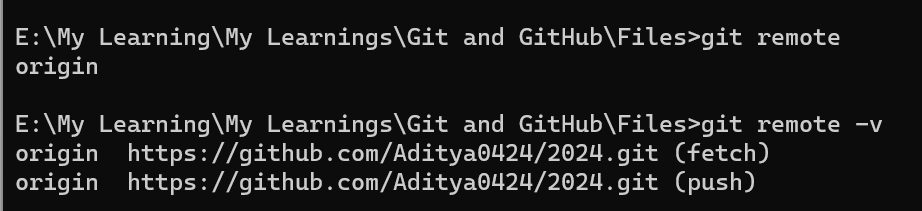 E:\My Learning\My Learnings\Git and GitHub\Files>git remote
origin
E:\My Learning\My Learnings\Git and GitHub\Files>git remote -v
origin  https://github.com/Aditya0424/2024.git (fetch)
origin  https://github.com/Aditya0424/2024.git (push)